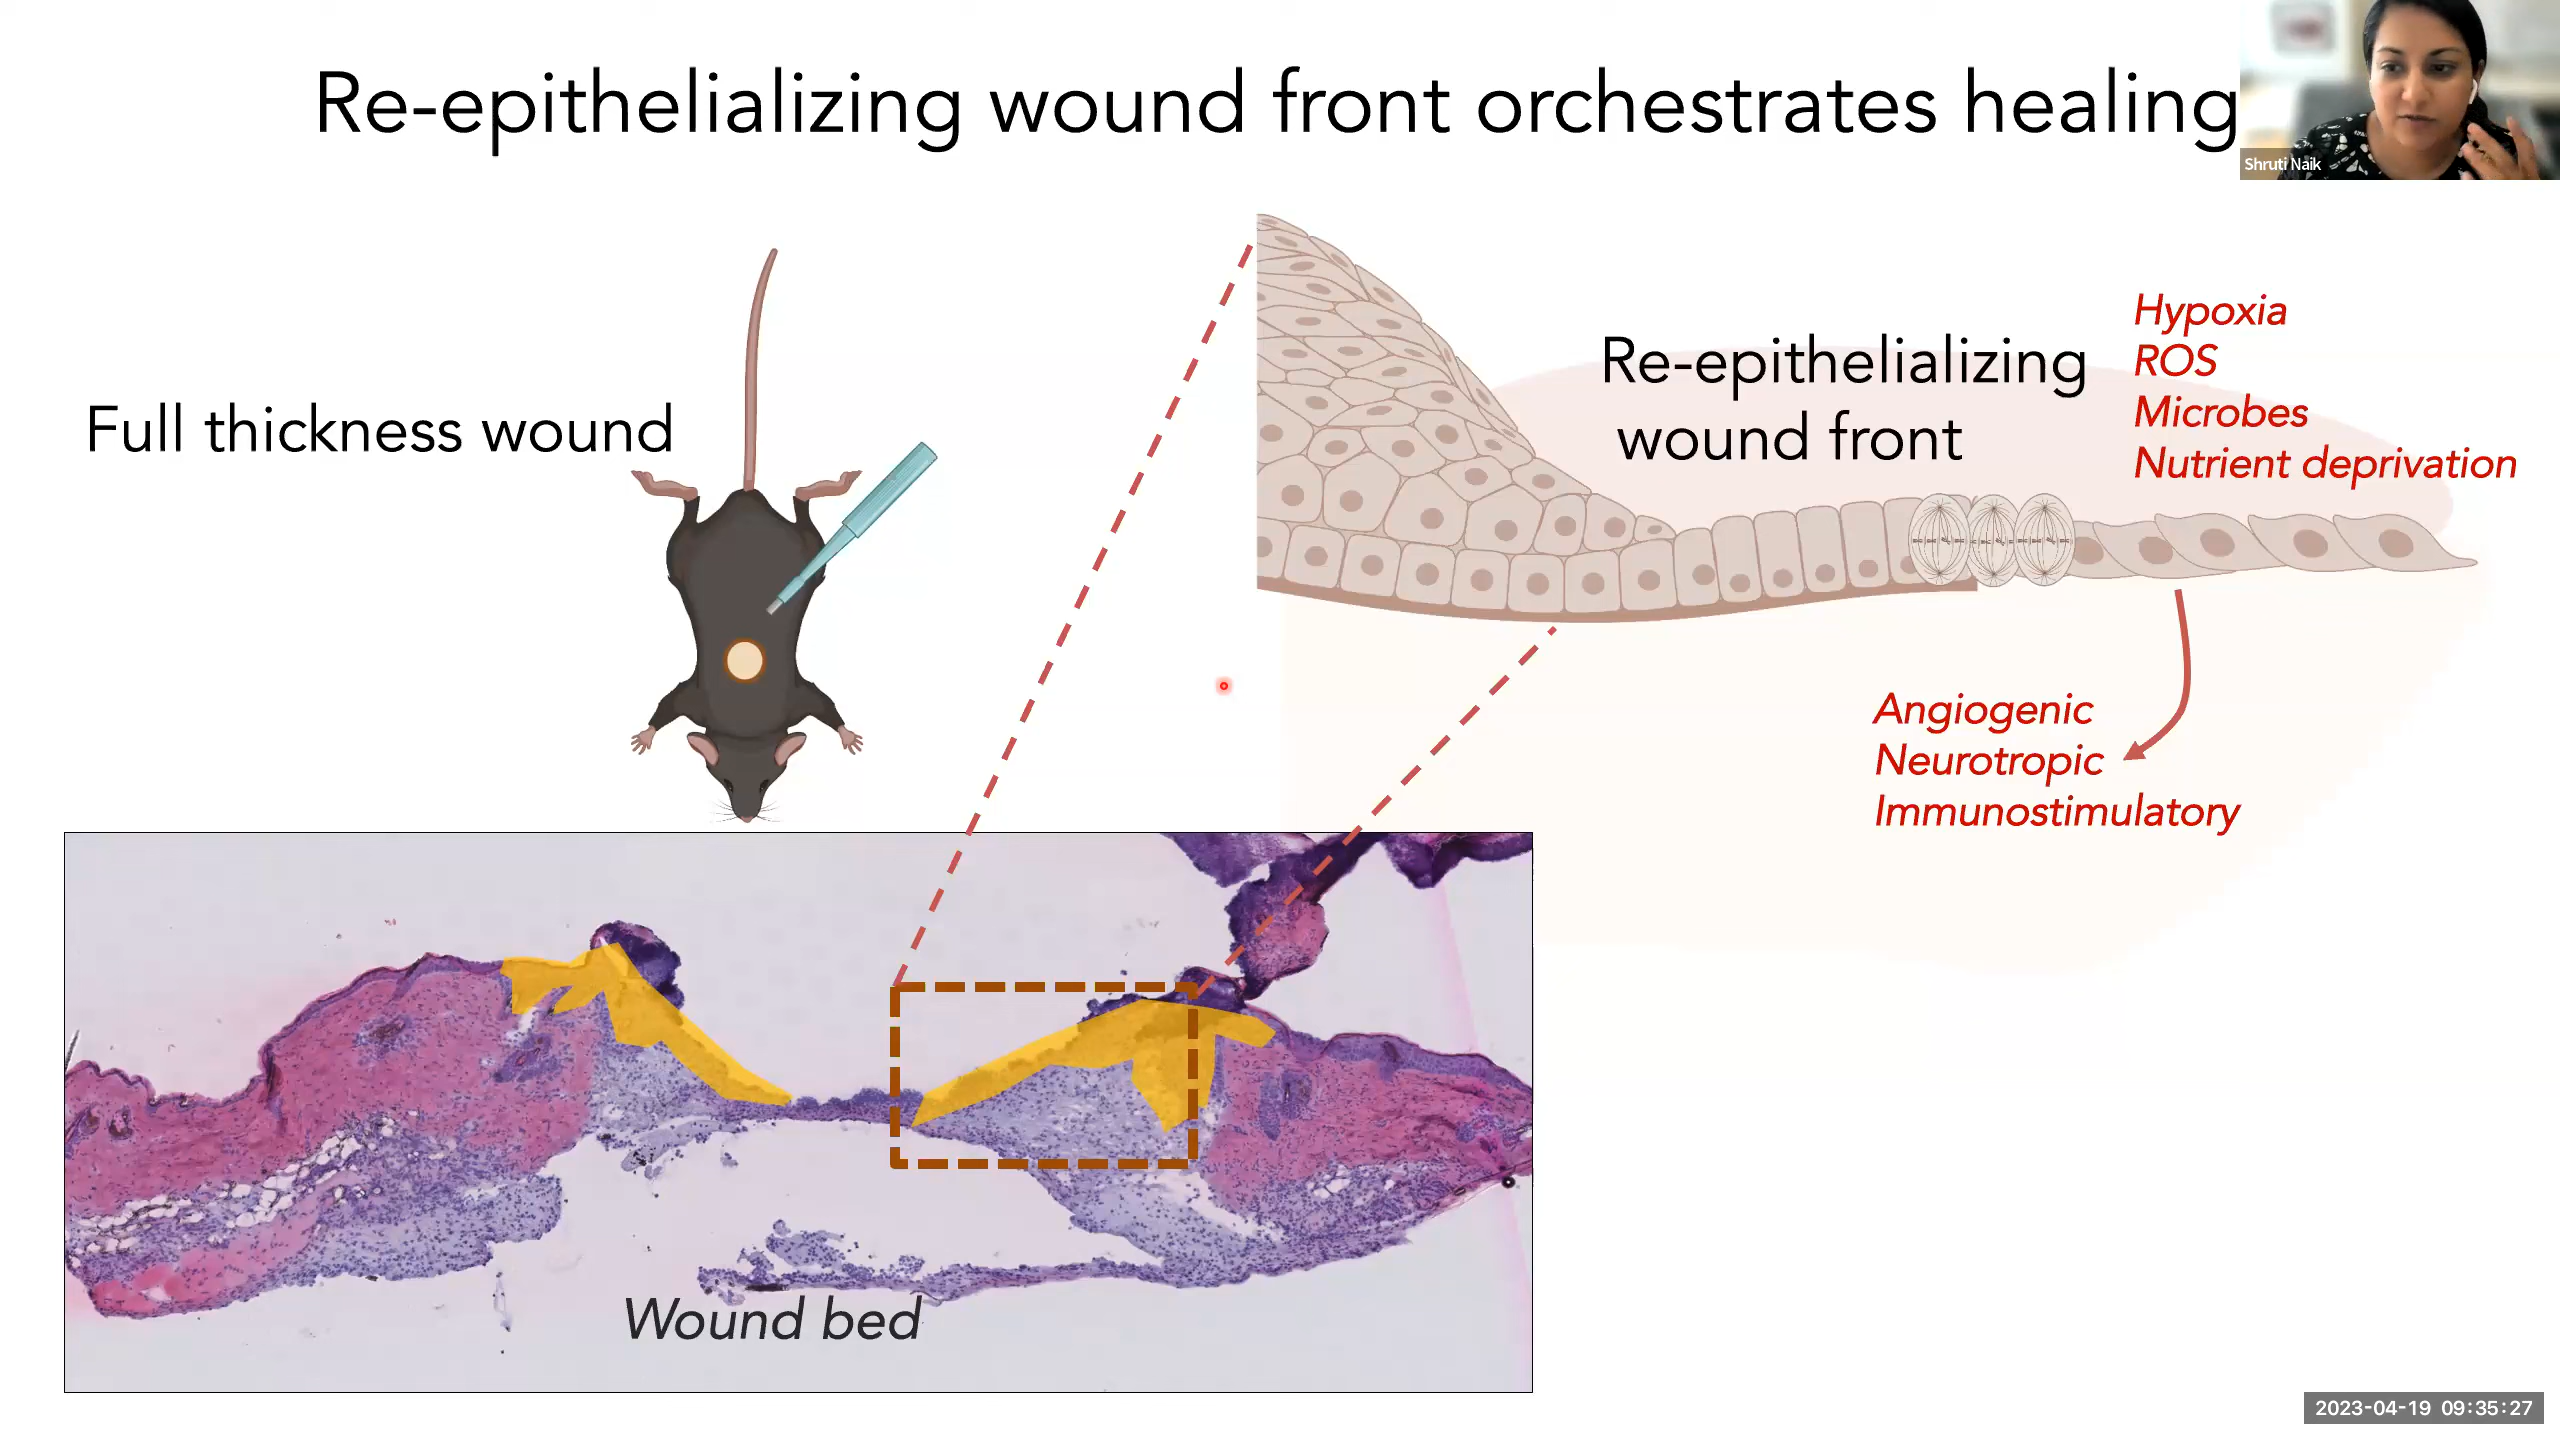 Re-epithelializing wound front orchestrates healing
Shruti Naik
Full thickness wound
Re-epithelializing
wound front
Hypoxia
ROS
Microbes
Nutrient deprivation
Angiogenic
Neurotropic
Immunostimulatory
Wound bed
2023-04-19 09:35:27